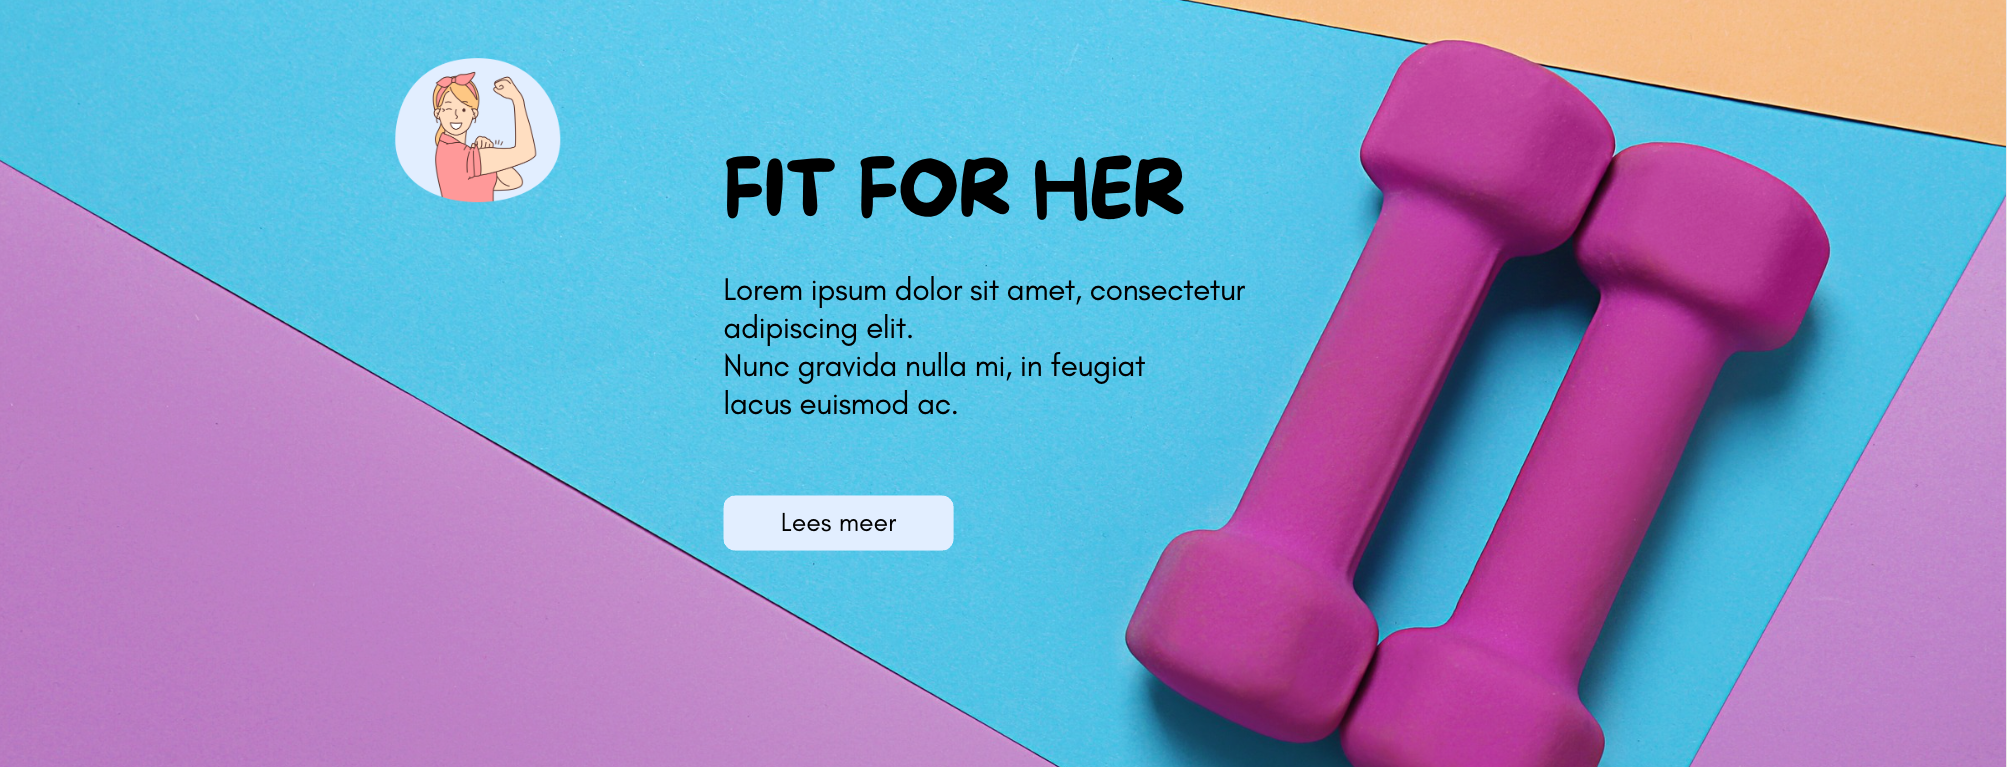 FIT FOR HER
Lorem ipsum dolor sit amet, consectetur
adipiscing elit.
Nunc gravida nulla mi, in feugiat
lacus euismod ac.
Lees meer